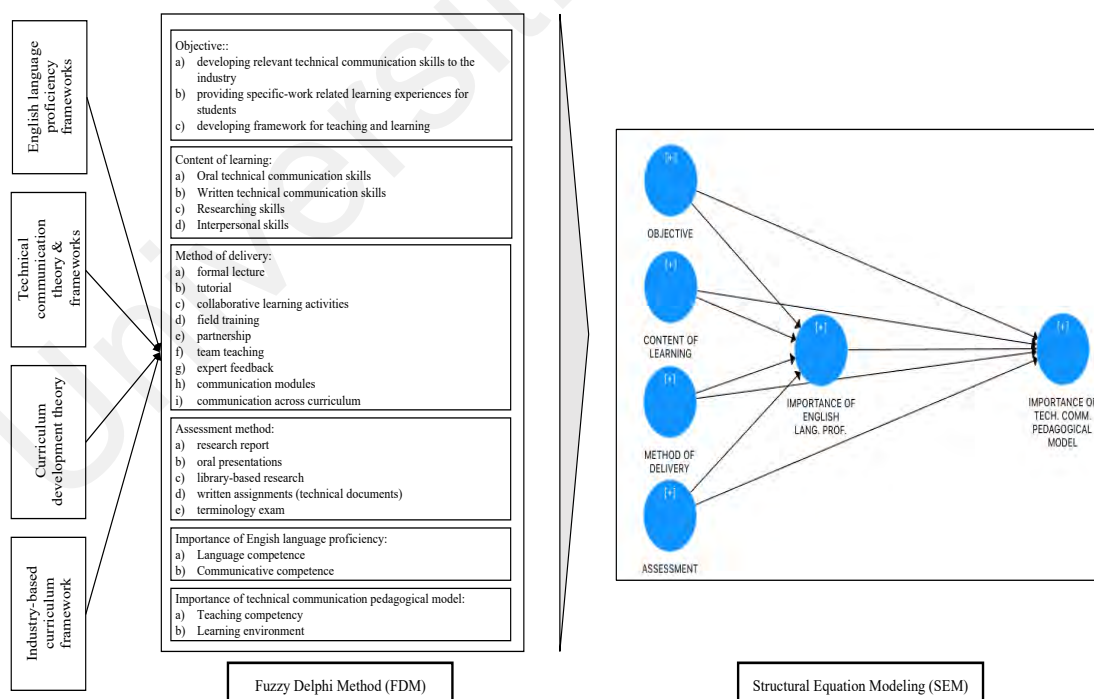 English language
proficiency
frameworks
Technical
communication
theory &
frameworks
Curriculum
development theory
Industry-based
curriculum
framework
Objective::
a) developing relevant technical communication skills to the
industry
b) providing specific-work related learning experiences for
students
c) developing framework for teaching and learning
Content of learning:
a) Oral technical communication skills
b) Written technical communication skills
c) Researching skills
d) Interpersonal skills
Method of delivery:
a) formal lecture
b) tutorial
c) collaborative learning activities
d) field training
e) partnership
f) team teaching
g) expert feedback
h) communication modules
i) communication across curriculum
Assessment method:
a) research report
b) oral presentations
c) library-based research
d) written assignments (technical documents)
e) terminology exam
Importance of Engish language proficiency:
a) Language competence
b) Communicative competence
Importance of technical communication pedagogical model:
a) Teaching competency
b) Learning environment
Fuzzy Delphi Method (FDM)
[+]
OBJECTIVE
[+]
CONTENT OF
LEARNING
[+]
METHOD OF
DELIVERY
[+]
ASSESSMENT
[+]
IMPORTANCE OF
ENGLISH
LANG. PROF.
[+]
IMPORTANCE OF
TECH. COMM.
PEDAGOGICAL
MODEL
Structural Equation Modeling (SEM)
Universit